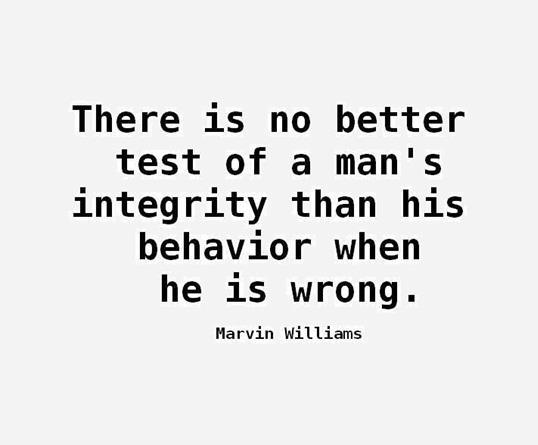 There is no better
test of a man's
integrity than his
behavior when
he is wrong.
Marvin Williams